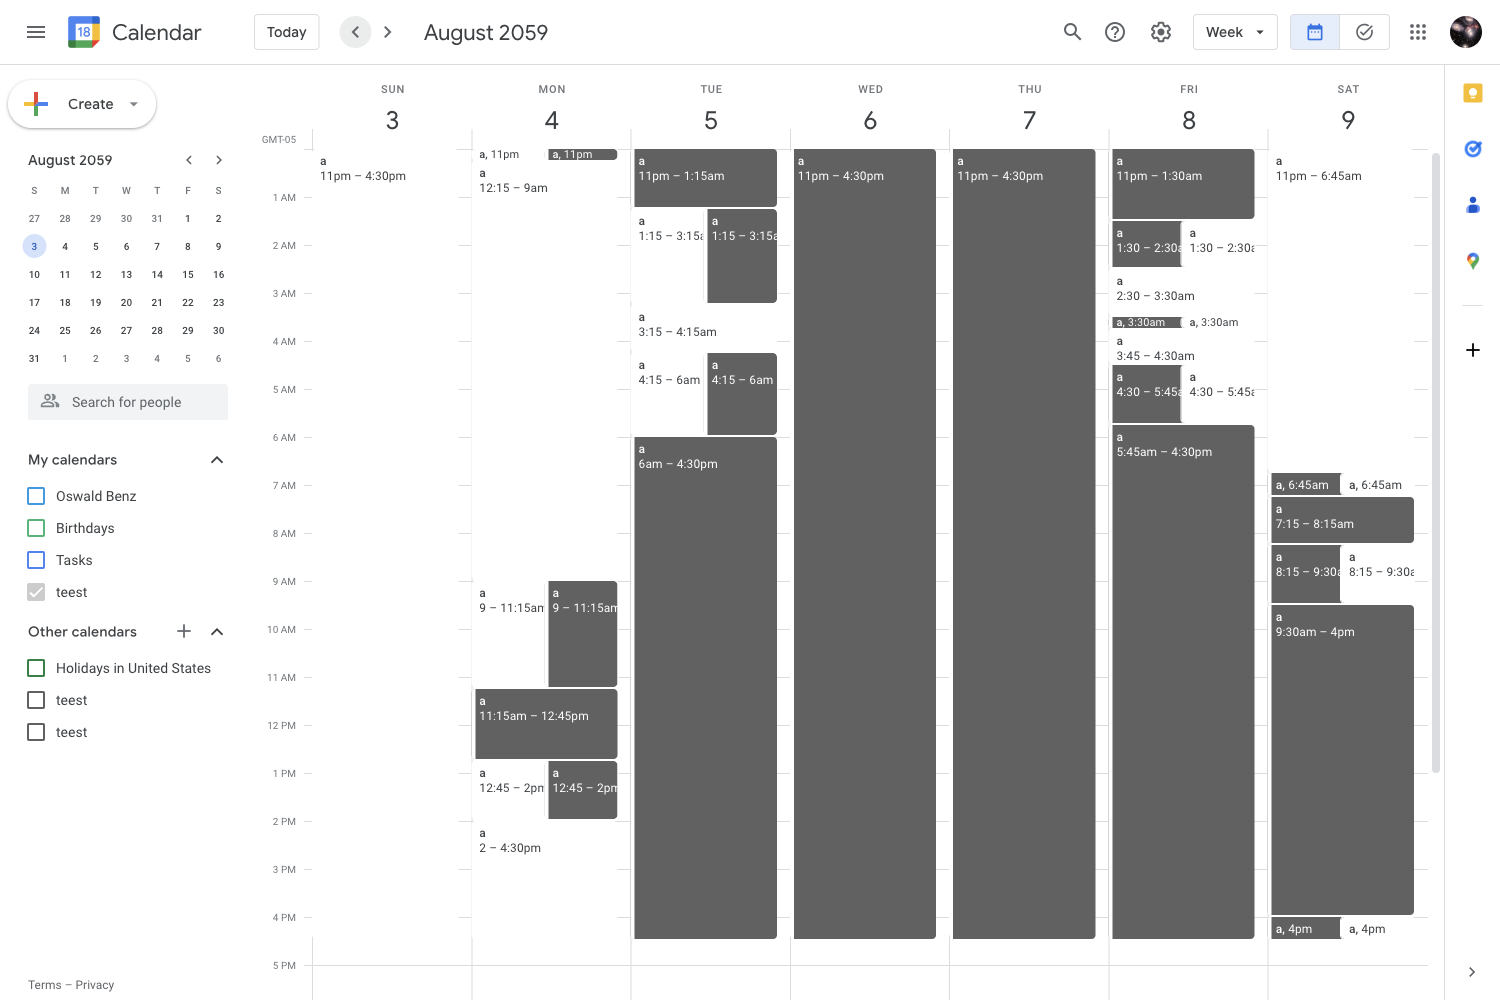 18 Calendar Today August 2059 Week
Create
August 2059
S M T W T F S
27 28 29 30 31 1 2
3 4 5 6 7 8 9
10 11 12 13 14 15 16
17 18 19 20 21 22 23
24 25 26 27 28 29 30
31 1 2 3 4 5 6
Search for people
My calendars
Oswald Benz
Birthdays
Tasks
teest
Other calendars
Holidays in United States
teest
teest
Terms – Privacy
SUN MON TUE WED THU FRI SAT
3 4 5 6 7 8 9
GMT-05
1 AM
2 AM
3 AM
4 AM
5 AM
6 AM
7 AM
8 AM
9 AM
10 AM
11 AM
12 PM
1 PM
2 PM
3 PM
4 PM
5 PM
a
11pm – 4:30pm
a, 11pm
a, 11pm
a
12:15 – 9am
a
9 – 11:15am
a
9 – 11:15am
a
11:15am – 12:45pm
a
12:45 – 2pm
a
12:45 – 2pm
a
2 – 4:30pm
a
11pm – 1:15am
a
1:15 – 3:15a
a
1:15 – 3:15a
a
3:15 – 4:15am
a
4:15 – 6am
a
4:15 – 6am
a
6am – 4:30pm
a
11pm – 4:30pm
a
11pm – 4:30pm
a
11pm – 1:30am
a
1:30 – 2:30a
a
1:30 – 2:30a
a
2:30 – 3:30am
a, 3:30am
a, 3:30am
a
3:45 – 4:30am
a
4:30 – 5:45a
a
4:30 – 5:45a
a
5:45am – 4:30pm
a
11pm – 6:45am
a, 6:45am
a, 6:45am
a
7:15 – 8:15am
a
8:15 – 9:30a
a
8:15 – 9:30a
a
9:30am – 4pm
a, 4pm
a, 4pm